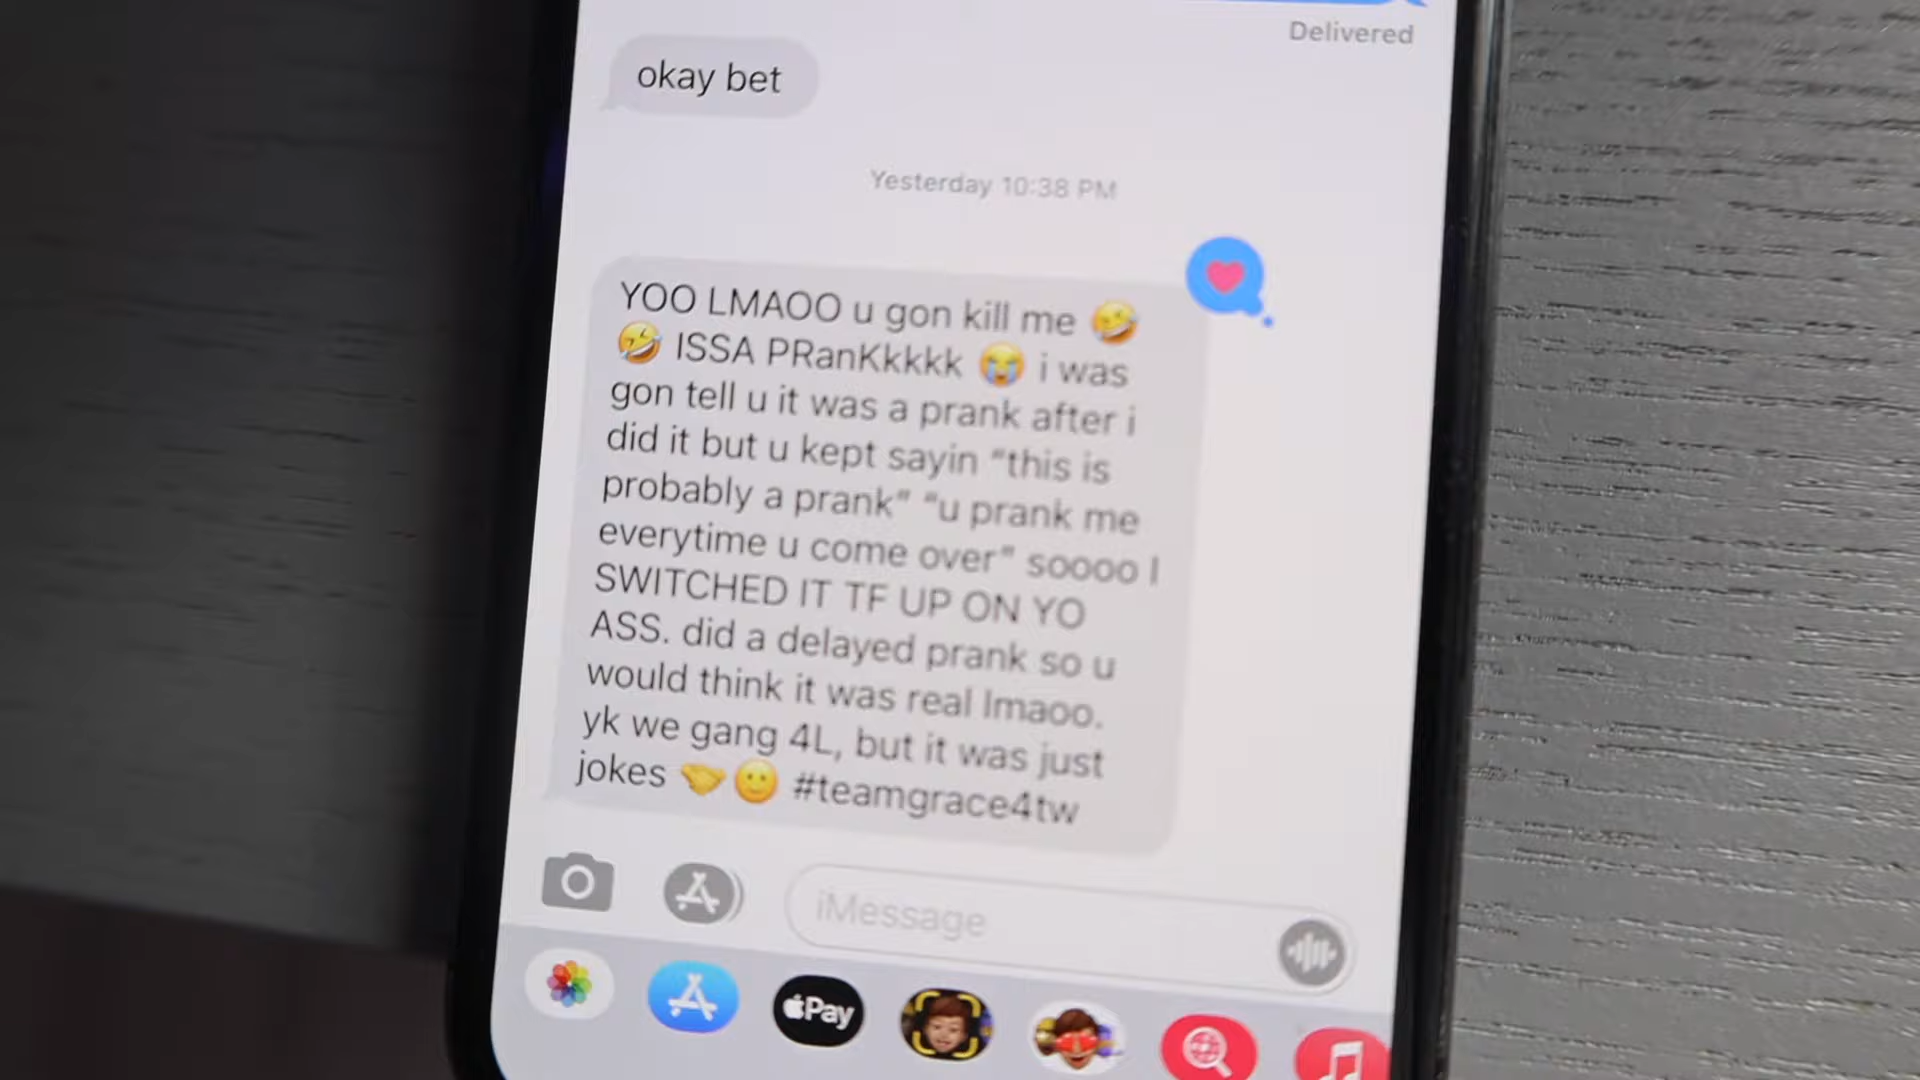 Delivered
okay bet
Yesterday 10:38 PM
YOO LMAOO u gon kill me 🤣
🤣 ISSA PRanKkkkk 😭 i was
gon tell u it was a prank after i
did it but u kept sayin “this is
probably a prank” “u prank me
everytime u come over” soooo I
SWITCHED IT TF UP ON YO
ASS. did a delayed prank so u
would think it was real lmaoo.
yk we gang 4L, but it was just
jokes 🤝🙂 #teamgrace4tw
iMessage
Pay